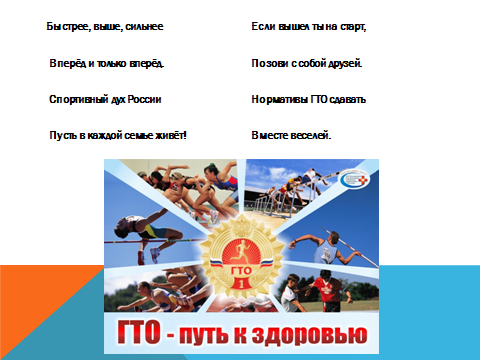 Быстрее, выше, сильнее
Вперёд и только вперёд.
Спортивный дух России
Пусть в каждой семье живёт!
Если вышел ты на старт,
Позови с собой друзей.
Нормативы ГТО сдавать
Вместе веселей.
ГТО
1
ГТО - путь к здоровью